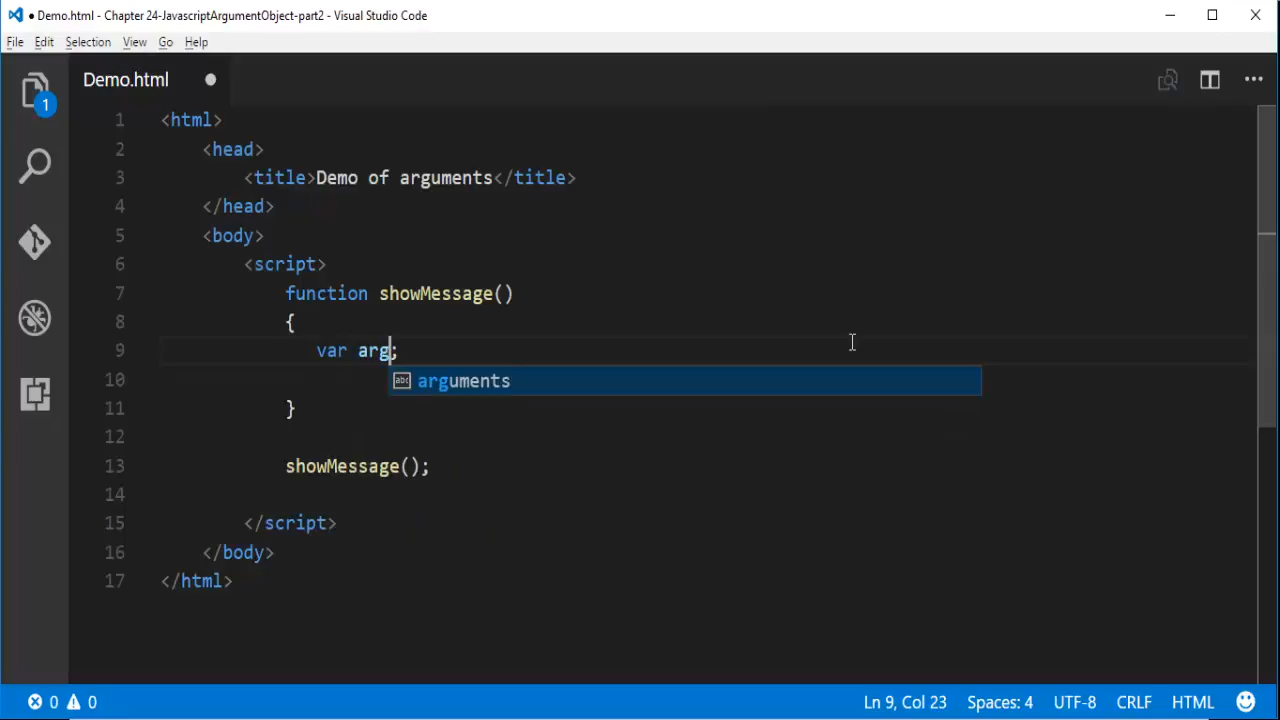 ● Demo.html - Chapter 24-JavascriptArgumentObject-part2 - Visual Studio Code
File Edit Selection View Go Help
1
Demo.html ●
1 <html>
2 <head>
3 <title>Demo of arguments</title>
4 </head>
5 <body>
6 <script>
7 function showMessage()
8 {
9 var arg;
10 abc arguments
11 }
12
13 showMessage();
14
15 </script>
16 </body>
17 </html>
0 0 Ln 9, Col 23 Spaces: 4 UTF-8 CRLF HTML